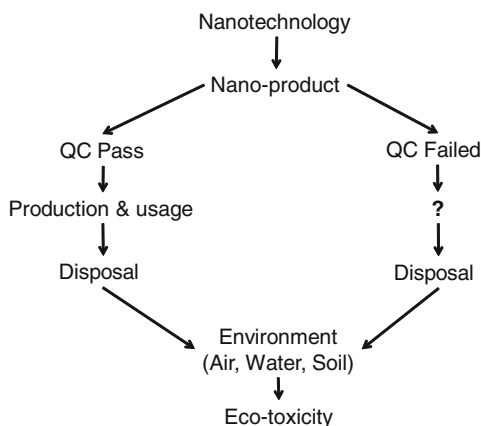 Nanotechnology
Nano-product
QC Pass
QC Failed
Production & usage
?
Disposal
Disposal
Environment
(Air, Water, Soil)
Eco-toxicity